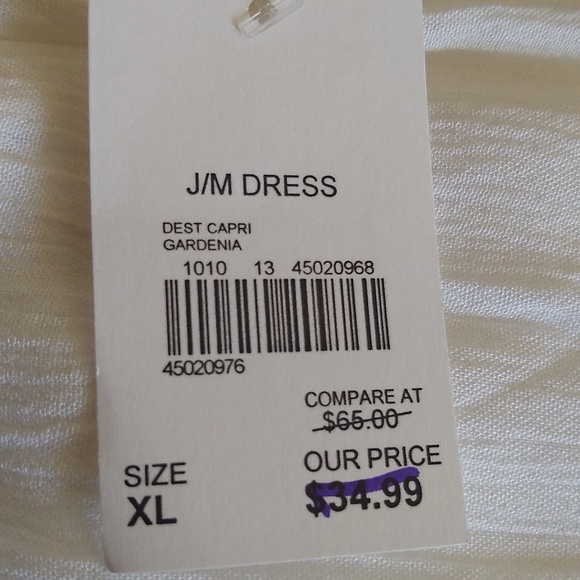 J/M DRESS
DEST CAPRI
GARDENIA
1010 13 45020968
45020976
COMPARE AT
$65.00
SIZE
XL
OUR PRICE
$34.99